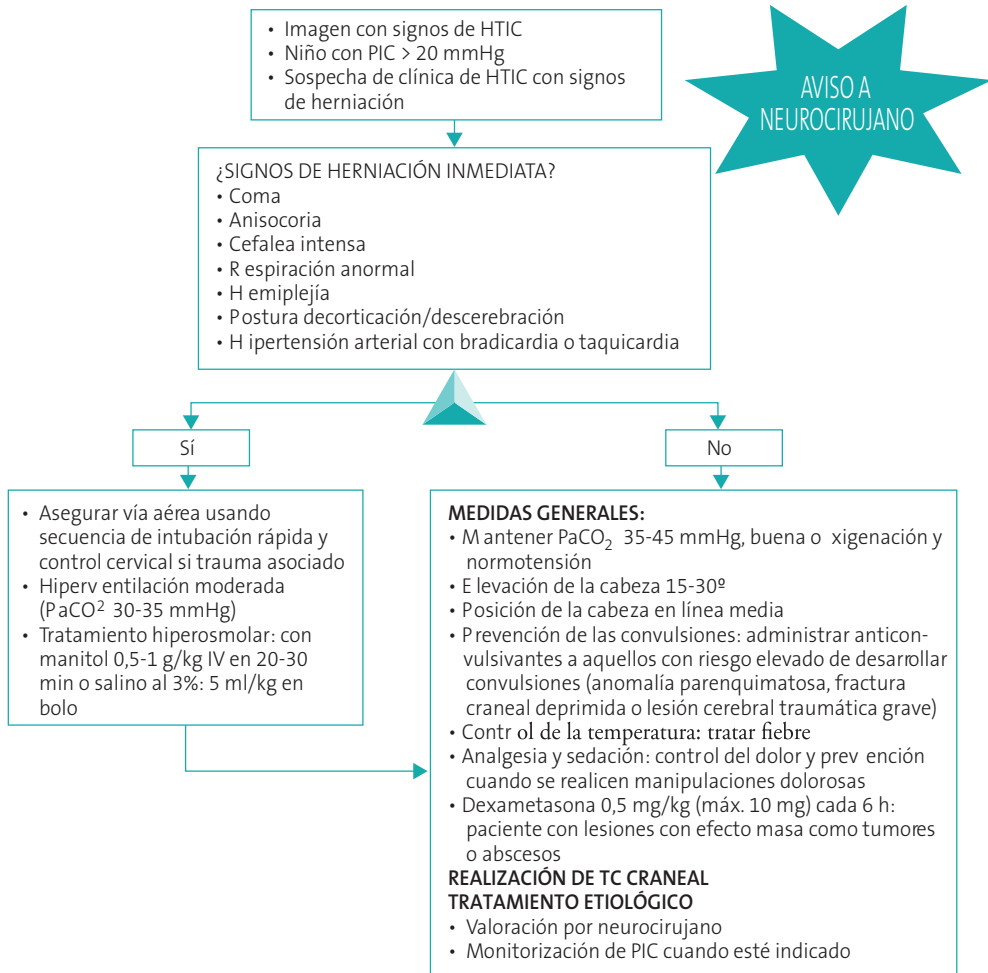 • Imagen con signos de HTIC
• Niño con PIC > 20 mmHg
• Sospecha de clínica de HTIC con signos
de herniación
AVISO A
NEUROCIRUJANO
¿SIGNOS DE HERNIACIÓN INMEDIATA?
• Coma
• Anisocoria
• Cefalea intensa
• R espiración anormal
• H emiplejía
• Postura decorticación/descerebración
• H ipertensión arterial con bradicardia o taquicardia
Sí
No
• Asegurar vía aérea usando
secuencia de intubación rápida y
control cervical si trauma asociado
• Hiperv entilación moderada
(PaCO² 30-35 mmHg)
• Tratamiento hiperosmolar: con
manitol 0,5-1 g/kg IV en 20-30
min o salino al 3%: 5 ml/kg en
bolo
MEDIDAS GENERALES:
• M antener PaCO₂ 35-45 mmHg, buena o xigenación y
normotensión
• E levación de la cabeza 15-30º
• Posición de la cabeza en línea media
• P revención de las convulsiones: administrar anticon-
vulsivantes a aquellos con riesgo elevado de desarrollar
convulsiones (anomalía parenquimatosa, fractura
craneal deprimida o lesión cerebral traumática grave)
• Contr ol de la temperatura: tratar fiebre
• Analgesia y sedación: control del dolor y prev ención
cuando se realicen manipulaciones dolorosas
• Dexametasona 0,5 mg/kg (máx. 10 mg) cada 6 h:
paciente con lesiones con efecto masa como tumores
o abscesos
REALIZACIÓN DE TC CRANEAL
TRATAMIENTO ETIOLÓGICO
• Valoración por neurocirujano
• Monitorización de PIC cuando esté indicado